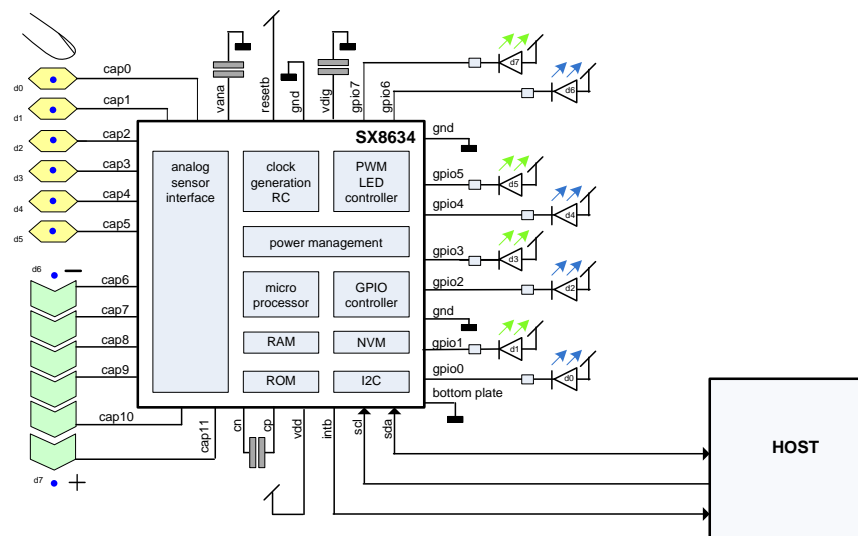 vana
resetb
gnd
vdig
gpio7
gpio6
d7
d6
cap0
d0
cap1
d1
cap2
d2
cap3
d3
cap4
d4
cap5
d5
d6
−
cap6
cap7
cap8
cap9
cap10
cap11
d7
+
SX8634
analog
sensor
interface
clock
generation
RC
PWM
LED
controller
power management
micro
processor
GPIO
controller
RAM
NVM
ROM
I2C
gnd
gpio5
d5
gpio4
d4
gpio3
d3
gpio2
d2
gnd
gpio1
d1
gpio0
d0
bottom plate
cn
cp
vdd
intb
scl
sda
HOST